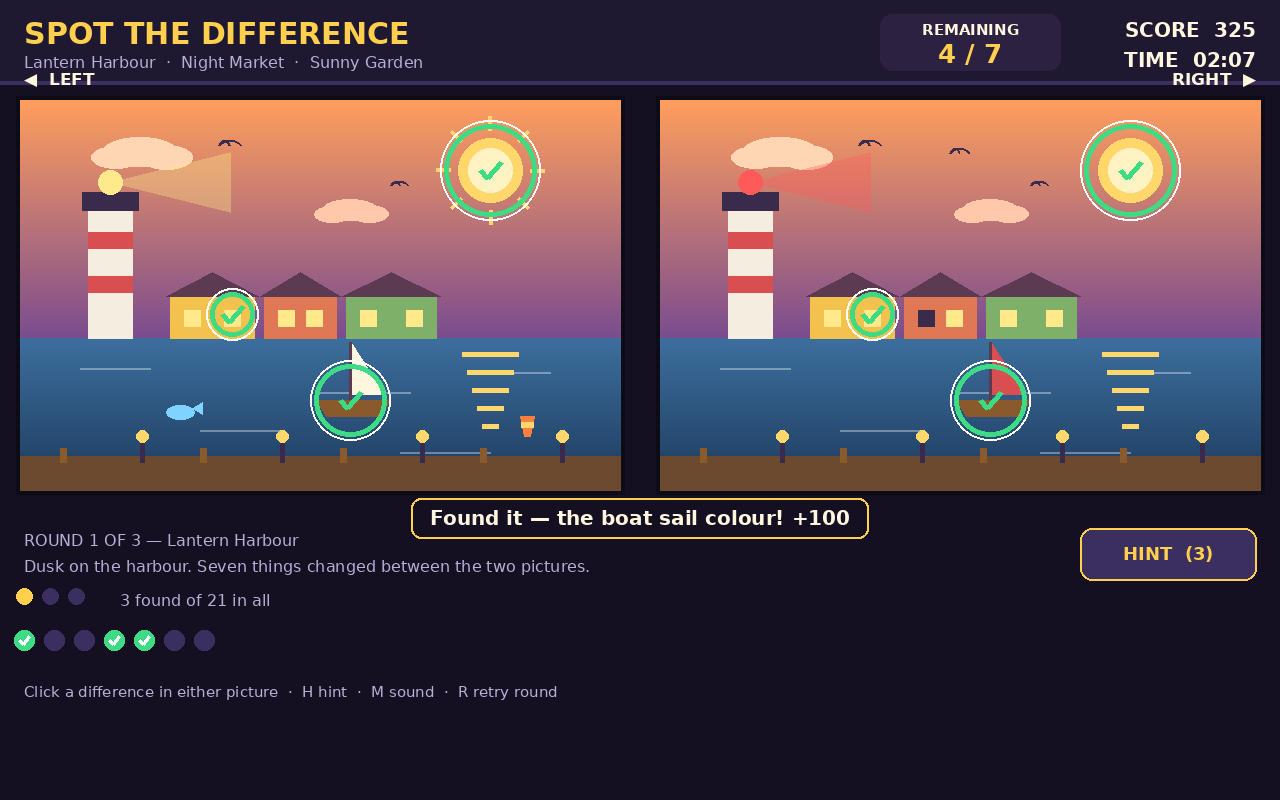 SPOT THE DIFFERENCE
Lantern Harbour · Night Market · Sunny Garden
REMAINING
4 / 7
SCORE 325
TIME 02:07
◀ LEFT
RIGHT ▶
Found it — the boat sail colour! +100
ROUND 1 OF 3 — Lantern Harbour
Dusk on the harbour. Seven things changed between the two pictures.
HINT (3)
3 found of 21 in all
Click a difference in either picture · H hint · M sound · R retry round